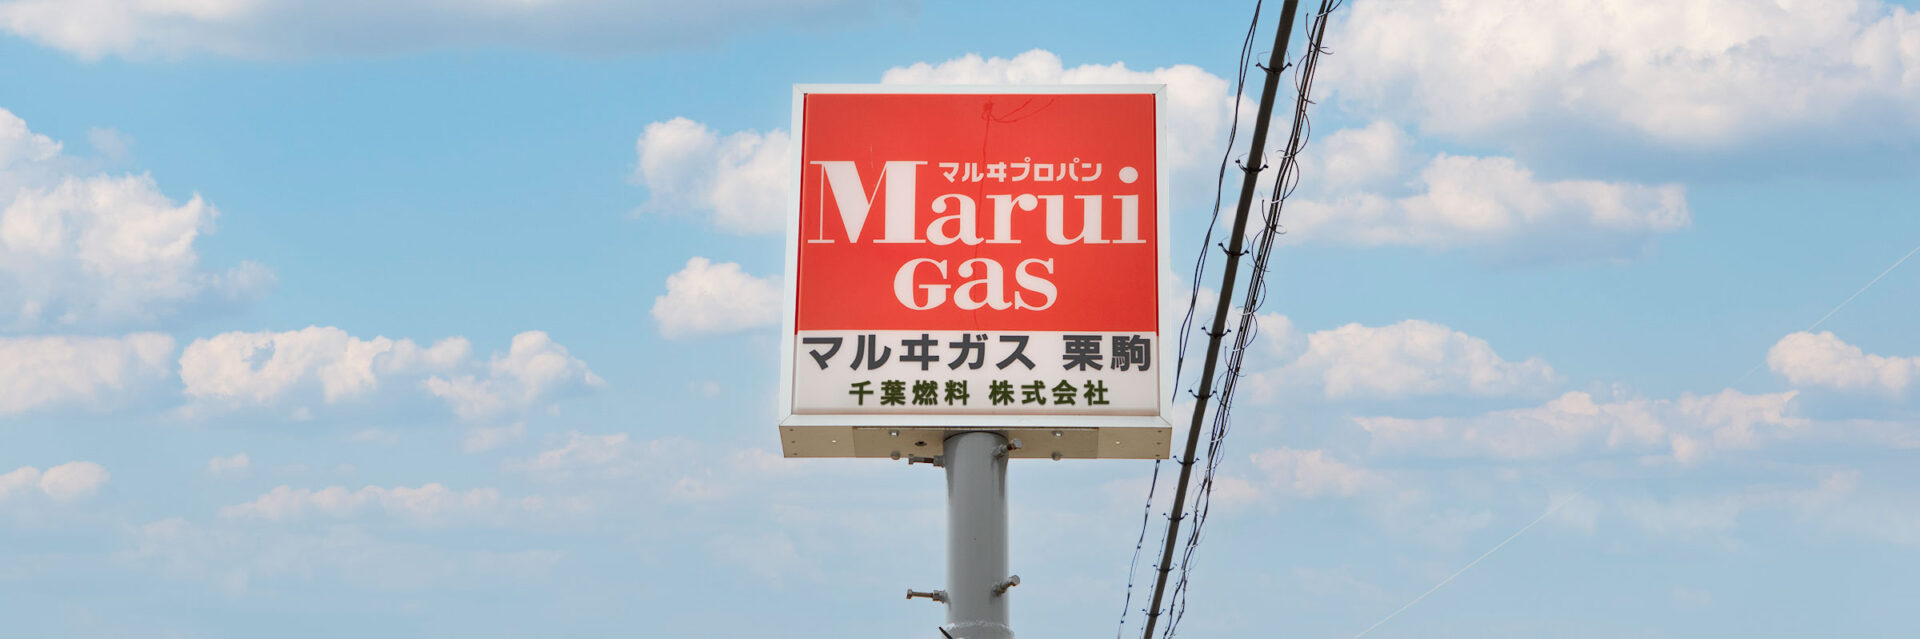 マルヰプロパン
Marui
Gas
マルヰガス 栗駒
千葉燃料 株式会社